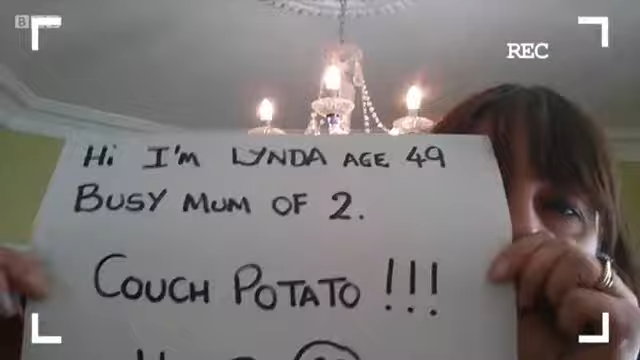 REC
Hi I'm LYNDA AGE 49
BUSY MUM OF 2.
COUCH POTATO !!!